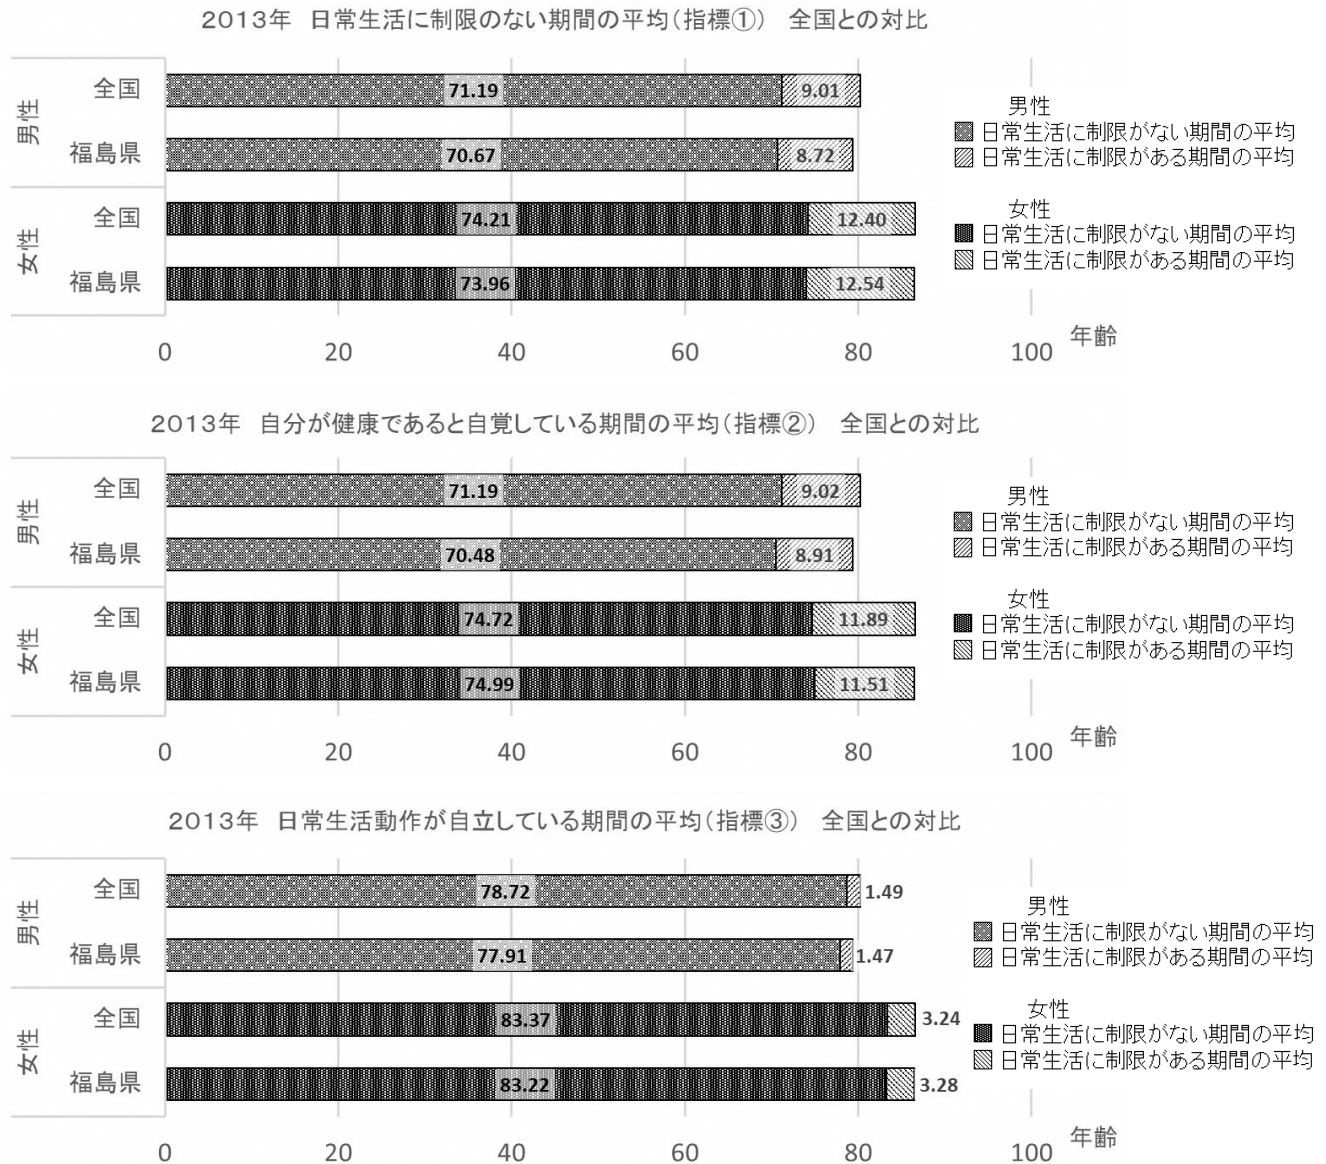 2013年 日常生活に制限のない期間の平均(指標①) 全国との対比
男性
全国 71.19 9.01
福島県 70.67 8.72
女性
全国 74.21 12.40
福島県 73.96 12.54
男性
日常生活に制限がない期間の平均
日常生活に制限がある期間の平均
女性
日常生活に制限がない期間の平均
日常生活に制限がある期間の平均
0 20 40 60 80 100 年齢
2013年 自分が健康であると自覚している期間の平均(指標②) 全国との対比
男性
全国 71.19 9.02
福島県 70.48 8.91
女性
全国 74.72 11.89
福島県 74.99 11.51
男性
日常生活に制限がない期間の平均
日常生活に制限がある期間の平均
女性
日常生活に制限がない期間の平均
日常生活に制限がある期間の平均
0 20 40 60 80 100 年齢
2013年 日常生活動作が自立している期間の平均(指標③) 全国との対比
男性
全国 78.72 1.49
福島県 77.91 1.47
女性
全国 83.37 3.24
福島県 83.22 3.28
男性
日常生活に制限がない期間の平均
日常生活に制限がある期間の平均
女性
日常生活に制限がない期間の平均
日常生活に制限がある期間の平均
0 20 40 60 80 100 年齢